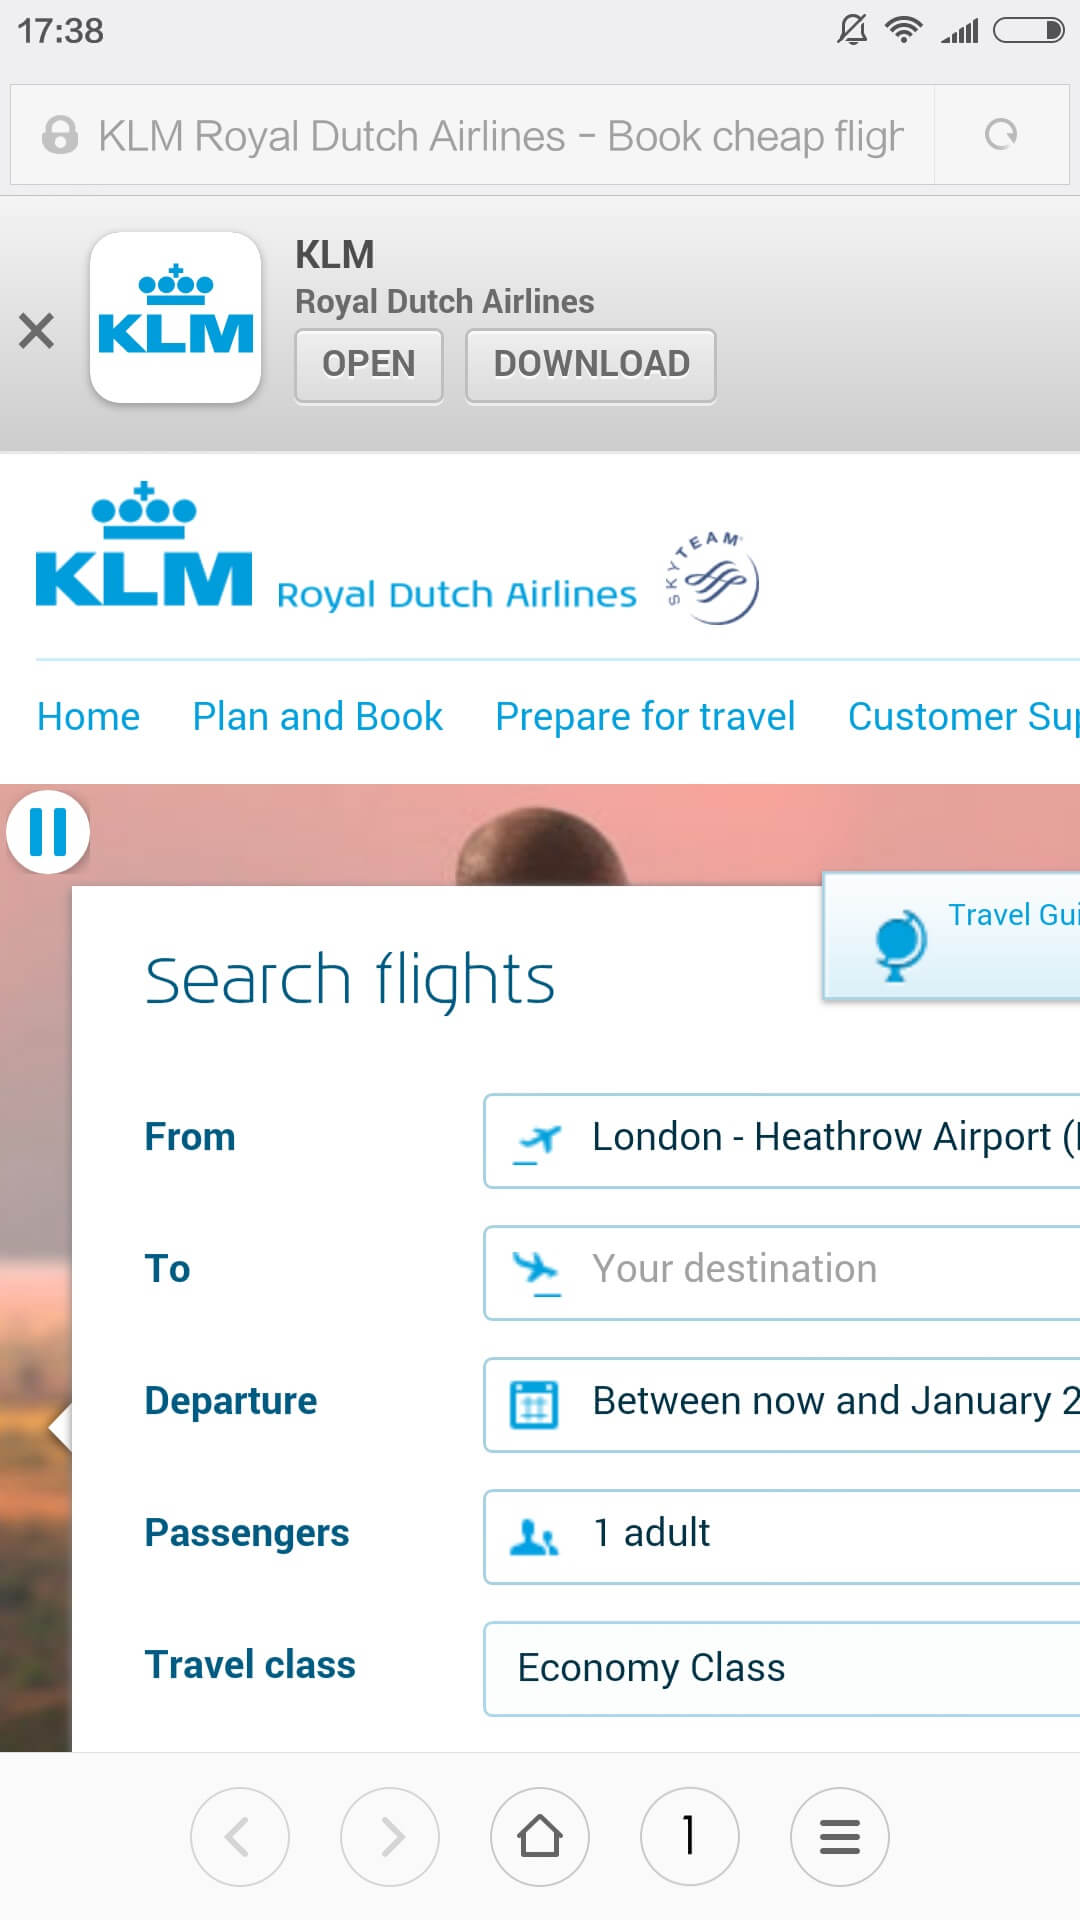 17:38
KLM Royal Dutch Airlines - Book cheap fligh
KLM
KLM
Royal Dutch Airlines
OPEN DOWNLOAD
KLM Royal Dutch Airlines SKYTEAM
Home Plan and Book Prepare for travel Customer Sup
Travel Gui
Search flights
From London - Heathrow Airport (
To Your destination
Departure Between now and January 2
Passengers 1 adult
Travel class Economy Class
1